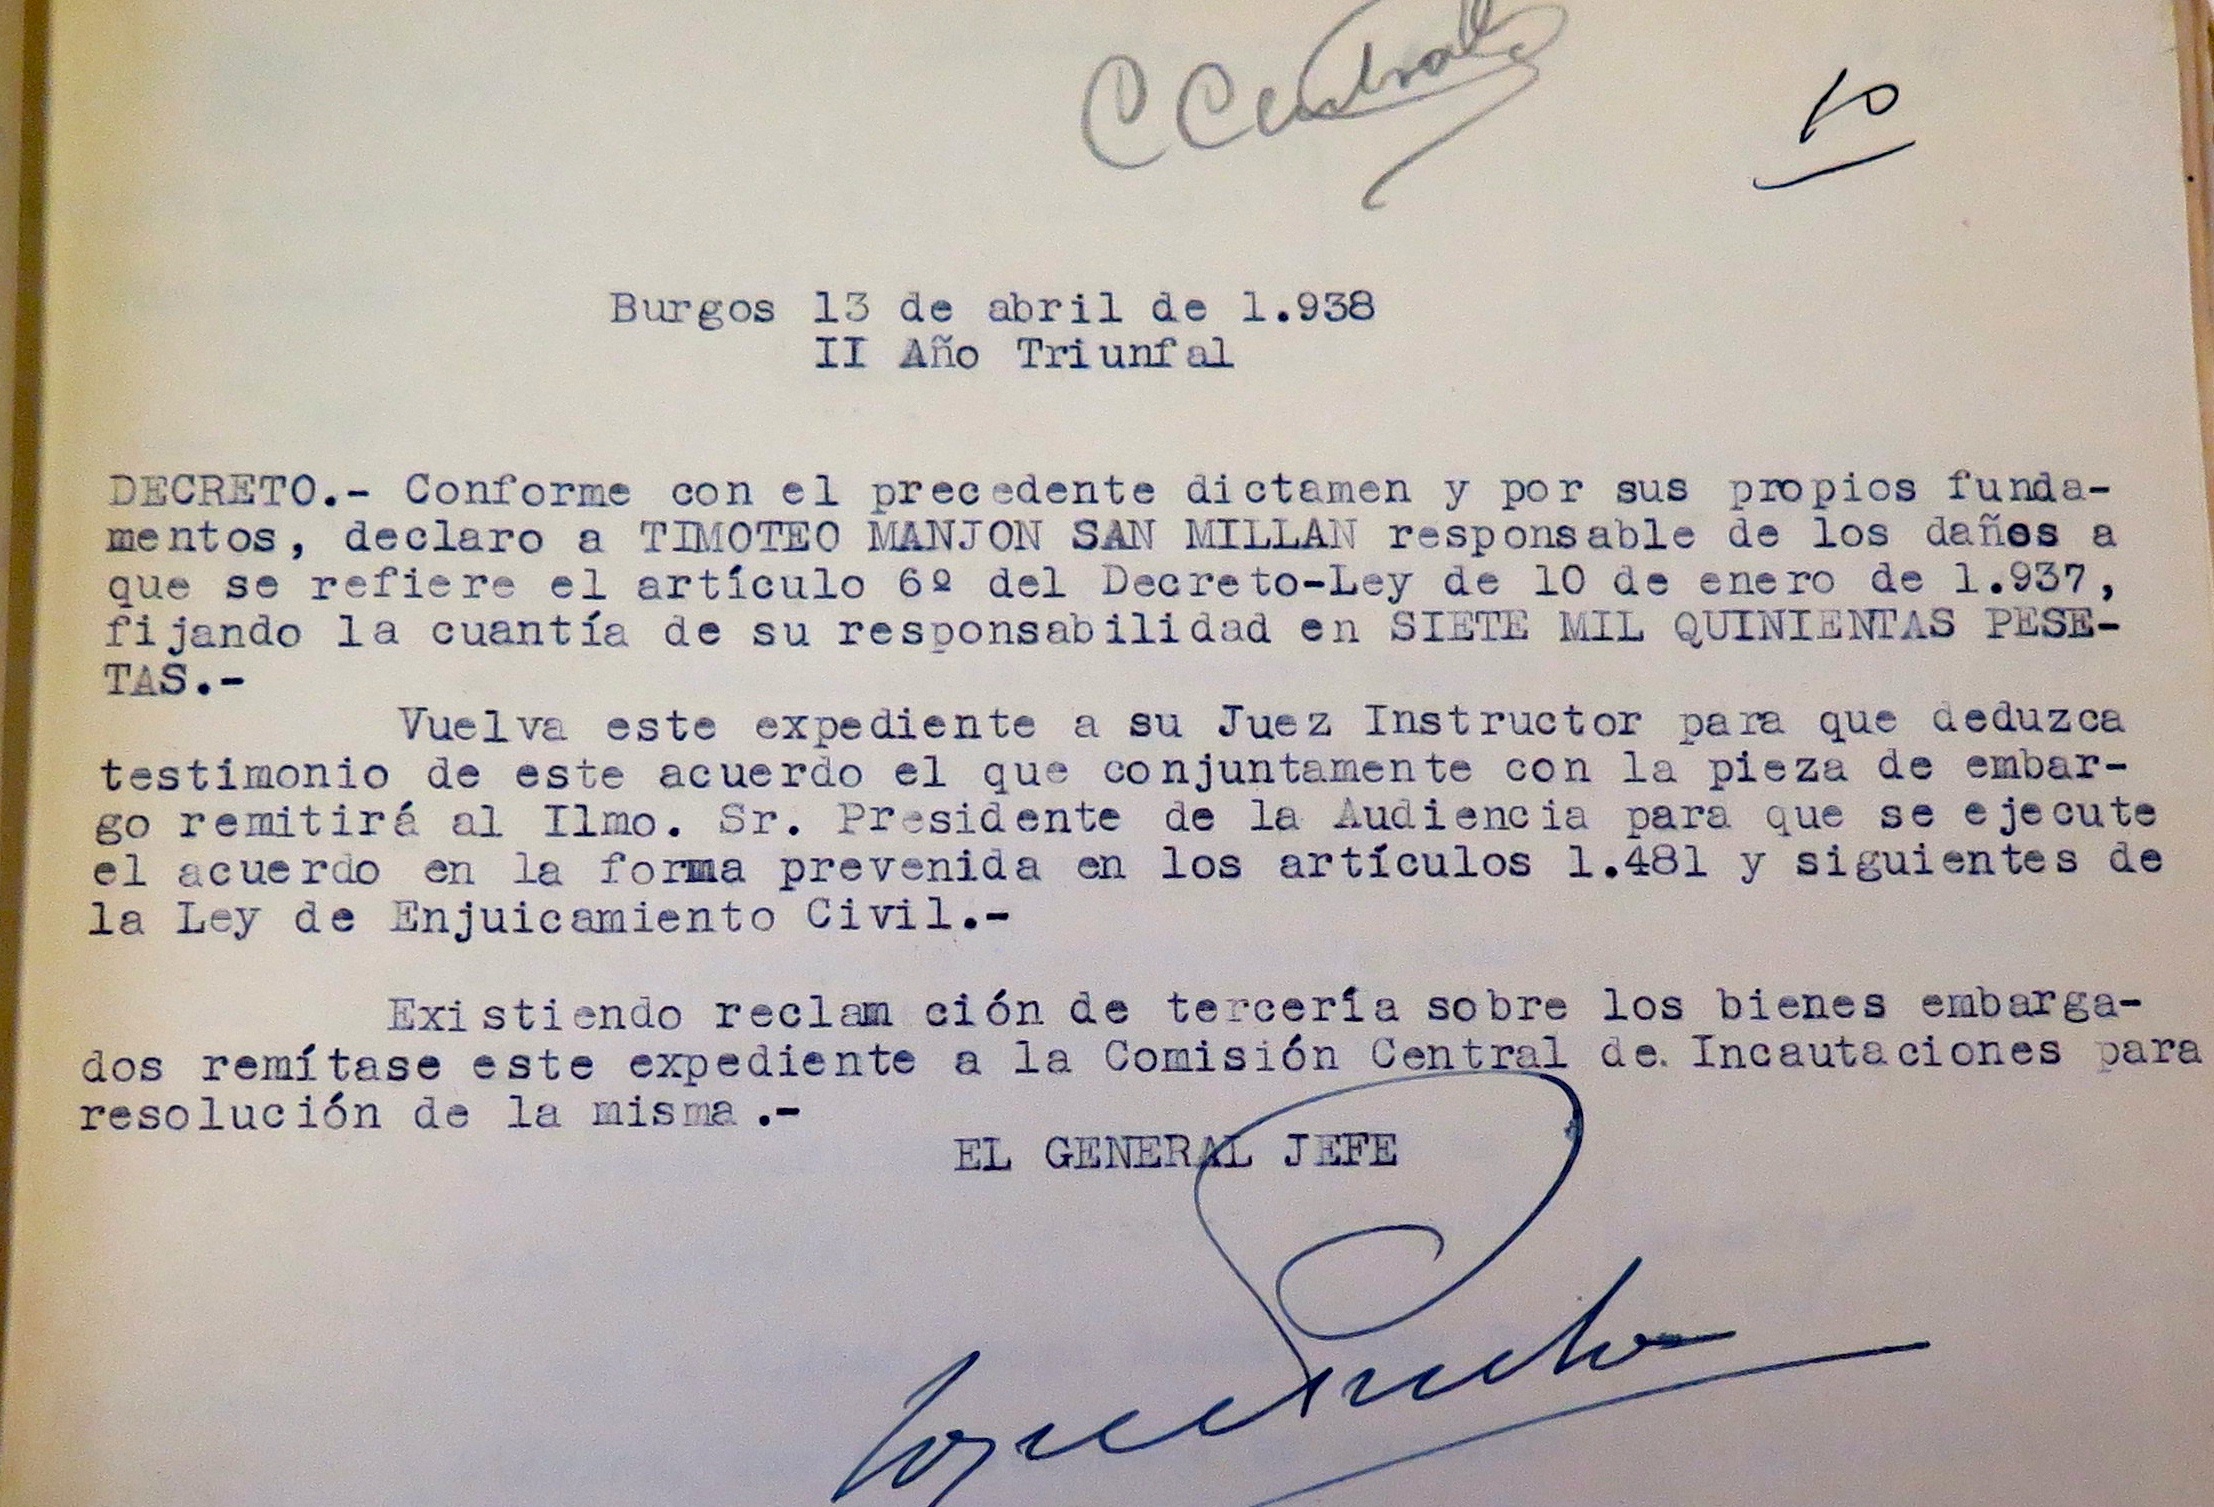 C Central
10
Burgos 13 de abril de 1.938
II Año Triunfal
DECRETO.- Conforme con el precedente dictamen y por sus propios funda-
mentos, declaro a TIMOTEO MANJON SAN MILLAN responsable de los daños a
que se refiere el artículo 6º del Decreto-Ley de 10 de enero de 1.937,
fijando la cuantía de su responsabilidad en SIETE MIL QUINIENTAS PESE-
TAS.-
Vuelva este expediente a su Juez Instructor para que deduzca
testimonio de este acuerdo el que conjuntamente con la pieza de embar-
go remitirá al Ilmo. Sr. Presidente de la Audiencia para que se ejecute
el acuerdo en la forma prevenida en los artículos 1.481 y siguientes de
la Ley de Enjuicamiento Civil.-
Existiendo reclam ción de tercería sobre los bienes embarga-
dos remítase este expediente a la Comisión Central de. Incautaciones para
resolución de la misma.-
EL GENERAL JEFE